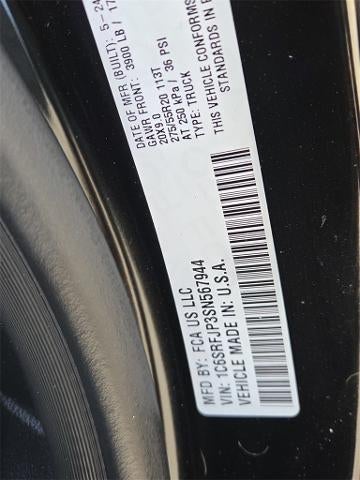 MFD BY: FCA US LLC
DATE OF MFR (BUILT): 5-24
GAWR FRONT: 3900 LB / 17
20X9.0
275/55R20 113T
AT 250 kPa / 36 PSI
TYPE: TRUCK
THIS VEHICLE CONFORMS
STANDARDS IN
VIN: 1C6SRFJP3SN567944
VEHICLE MADE IN: U.S.A.